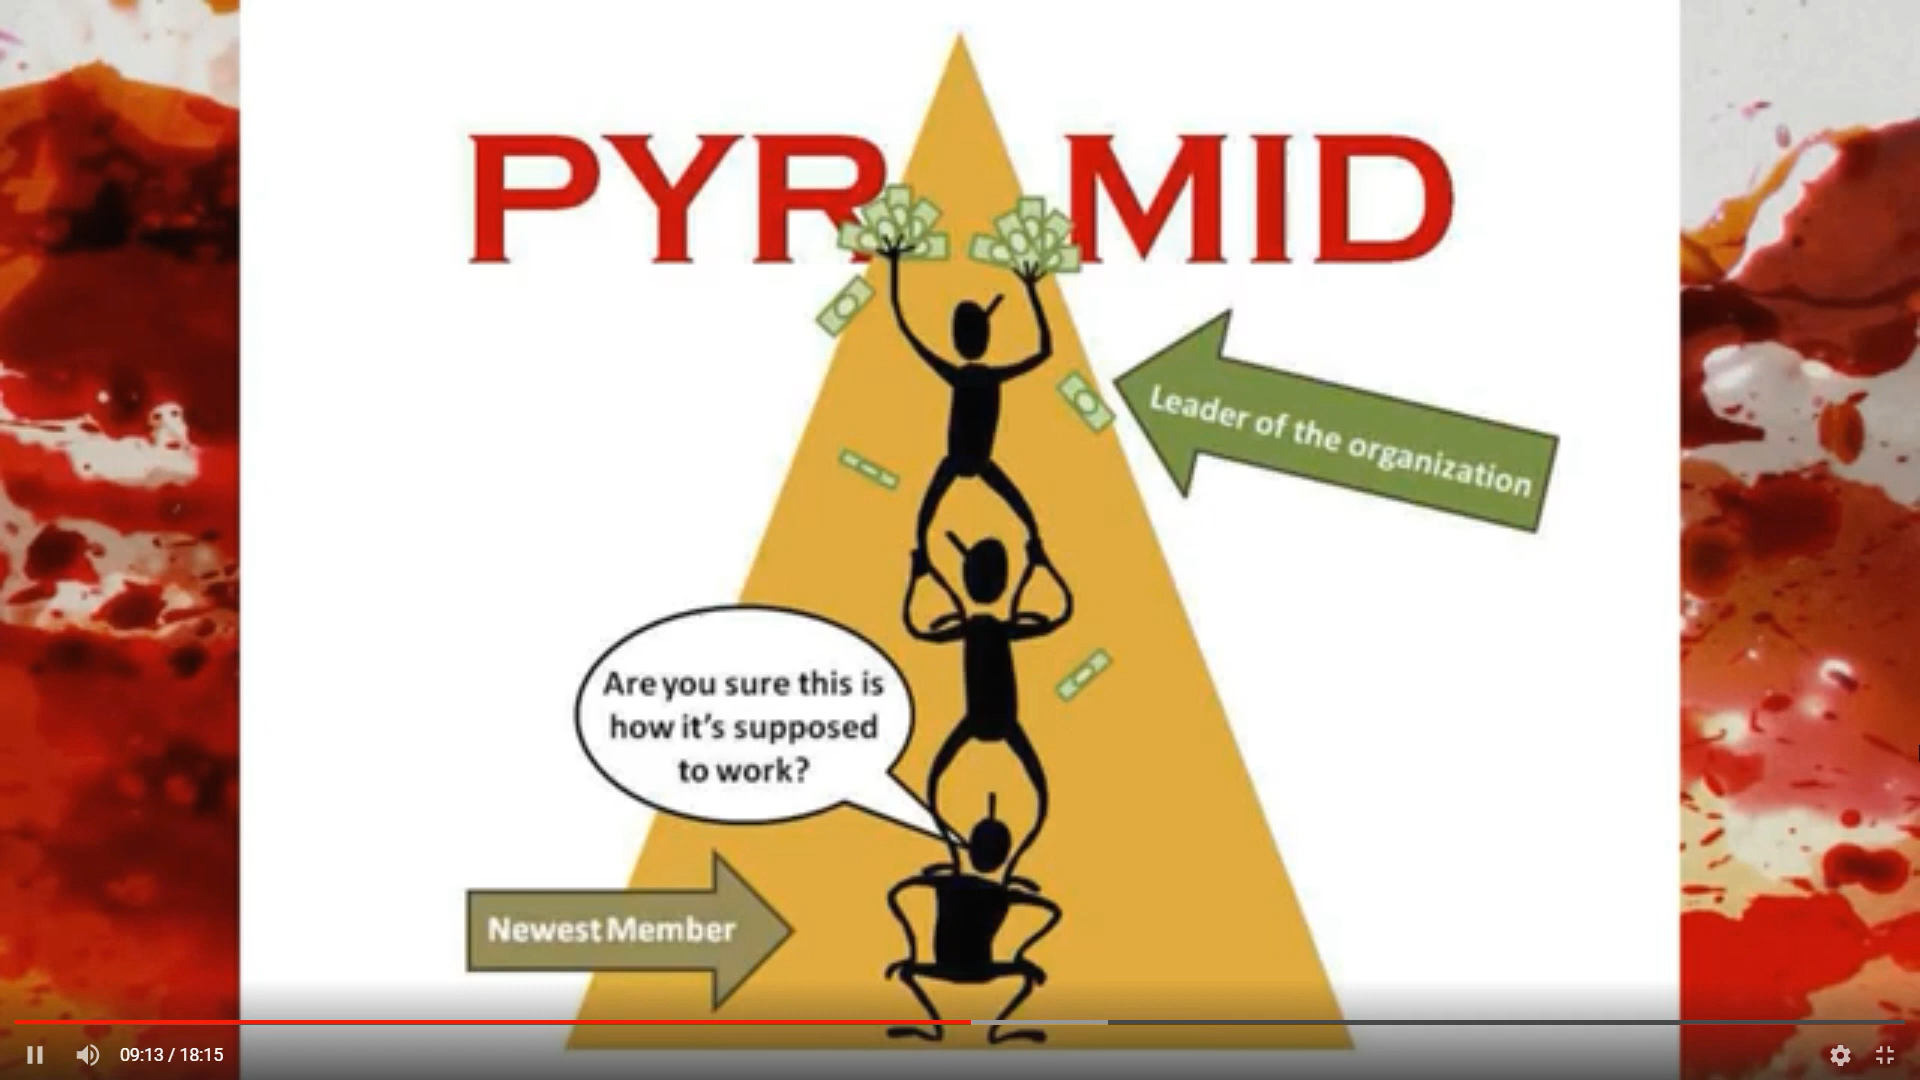 PYR MID
Leader of the organization
Are you sure this is
how it's supposed
to work?
Newest Member
09:13 / 18:15